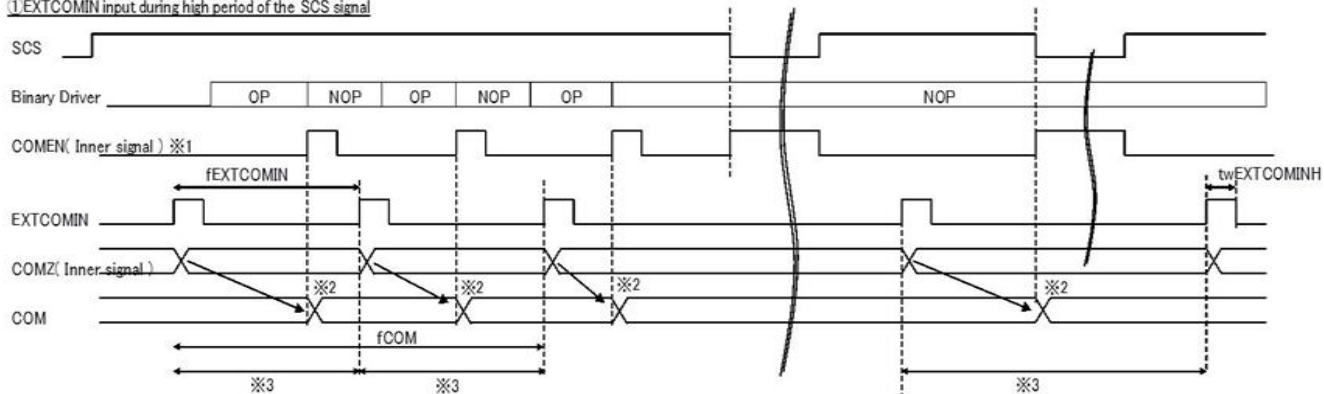 ①EXTCOMIN input during high period of the SCS signal
SCS
Binary Driver OP NOP OP NOP OP NOP
COMEN( Inner signal ) ※1
fEXTCOMIN twEXTCOMINH
EXTCOMIN
COMZ( Inner signal )
※2 ※2 ※2 ※2
COM
fCOM
※3 ※3 ※3